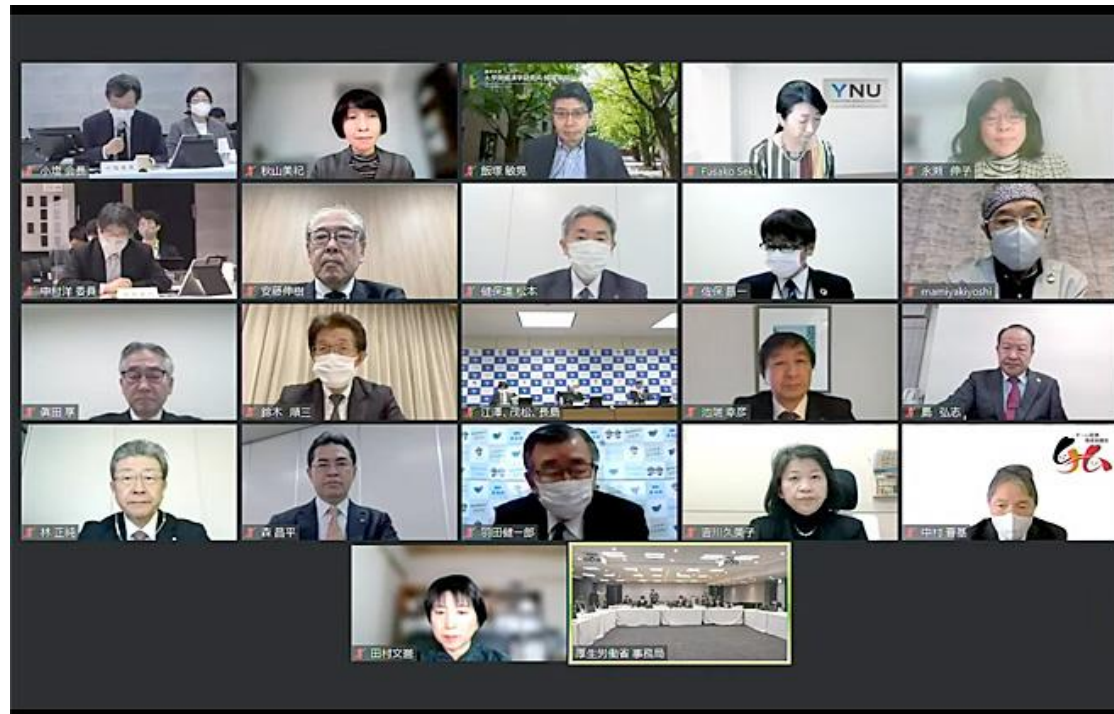 小塩 会長
秋山美紀
飯塚 敏晃
Fusako Seki
YNU
永瀬 伸子
中村洋 委員
安藤伸樹
健保連 松本
佐保 昌一
mamiyakiyoshi
眞田 享
鈴木 順三
江澤、茂松、長島
池端 幸彦
島 弘志
林 正純
森 昌平
羽田健一郎
吉川久美子
中村春基
田村文誉
厚生労働省 事務局